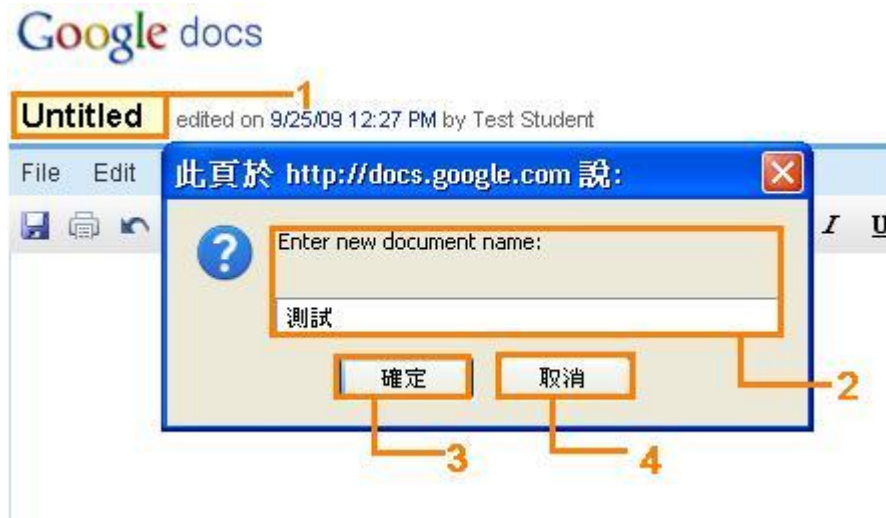 Google docs
1
Untitled edited on 9/25/09 12:27 PM by Test Student
File Edit
此頁於 http://docs.google.com 說:
I U
Enter new document name:
測試
確定 取消
2
3 4